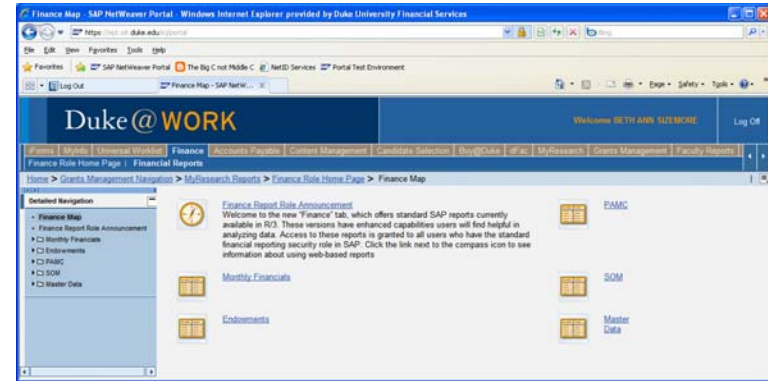 Finance Map - SAP NetWeaver Portal - Windows Internet Explorer provided by Duke University Financial Services
File Edit View Favorites Tools Help
Favorites SAP NetWeaver Portal The Big C not Middle C NetID Services Portal Test Environment
Log Out Finance Map - SAP NetW... Page Safety Tools
Duke@WORK
Welcome BETH ANN SIZEMORE Log Off
iForms MyInfo Universal Worklist Finance Accounts Payable Content Management Candidate Selection Buy@Duke dFac MyResearch Grants Management Faculty Reports
Finance Role Home Page | Financial Reports
Home > Grants Management Navigation > MyResearch Reports > Finance Role Home Page > Finance Map
Detailed Navigation
Finance Map
Finance Report Role Announcement
Monthly Financials
Endowments
PAMC
SOM
Master Data
Finance Report Role Announcement
Welcome to the new "Finance" tab, which offers standard SAP reports currently
available in R/3. These versions have enhanced capabilities users will find helpful in
analyzing data. Access to these reports is granted to all users who have the standard
financial reporting security role in SAP. Click the link next to the compass icon to see
information about using web-based reports
PAMC
Monthly Financials
SOM
Endowments
Master
Data